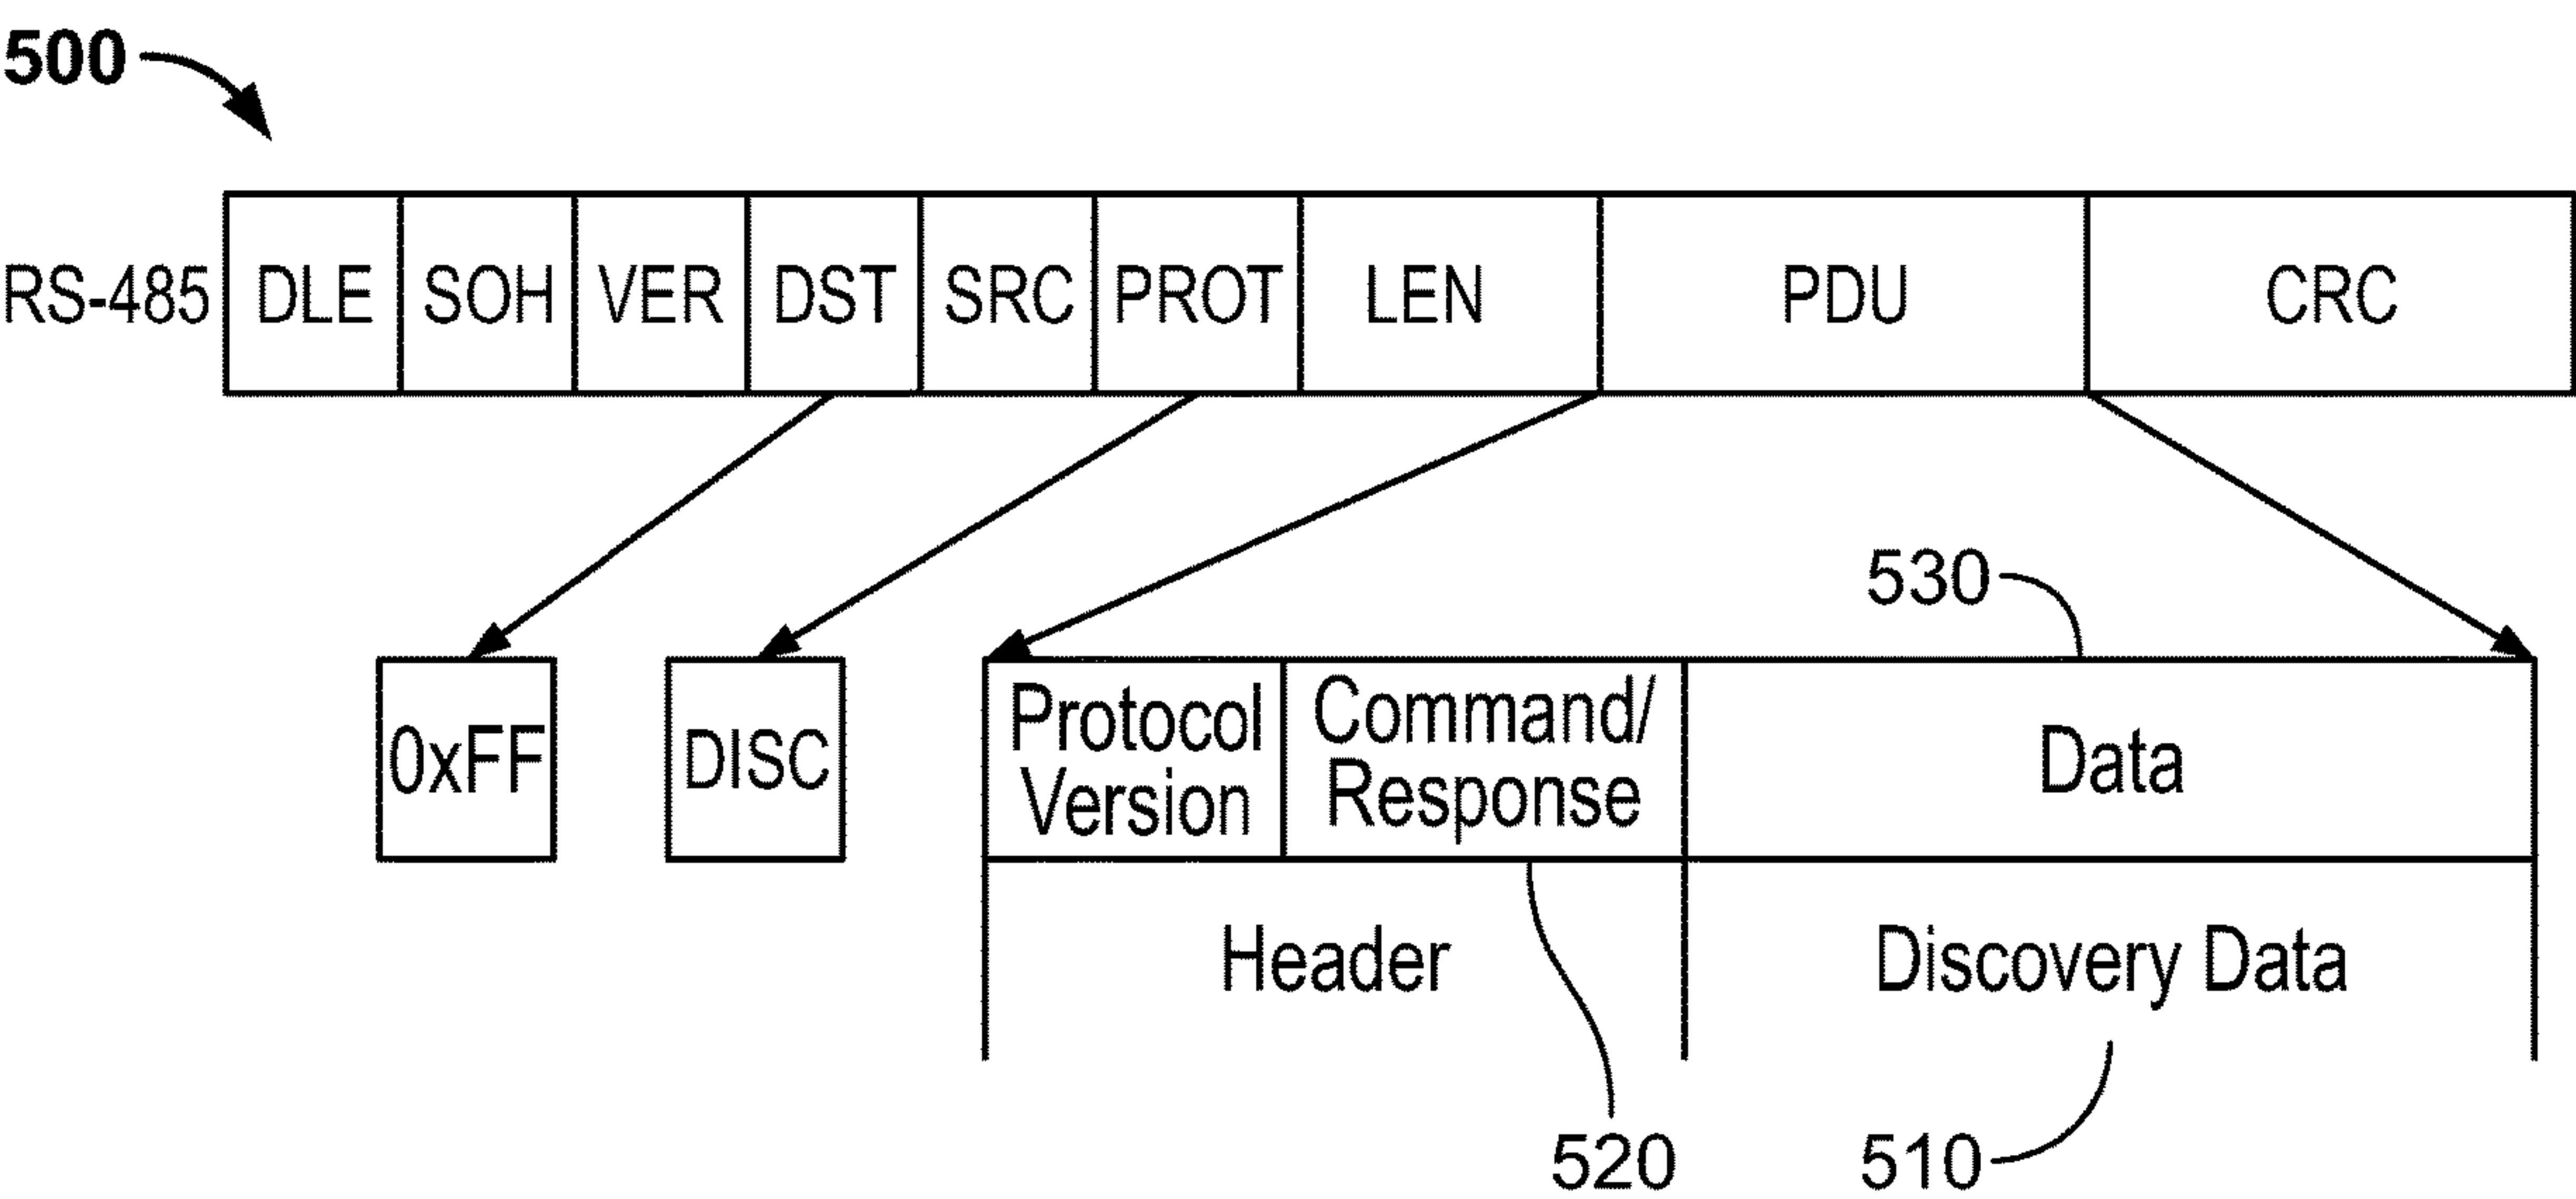 500
RS-485 DLE SOH VER DST SRC PROT LEN PDU CRC
530
0xFF DISC Protocol Version Command/ Response Data
Header Discovery Data
520 510